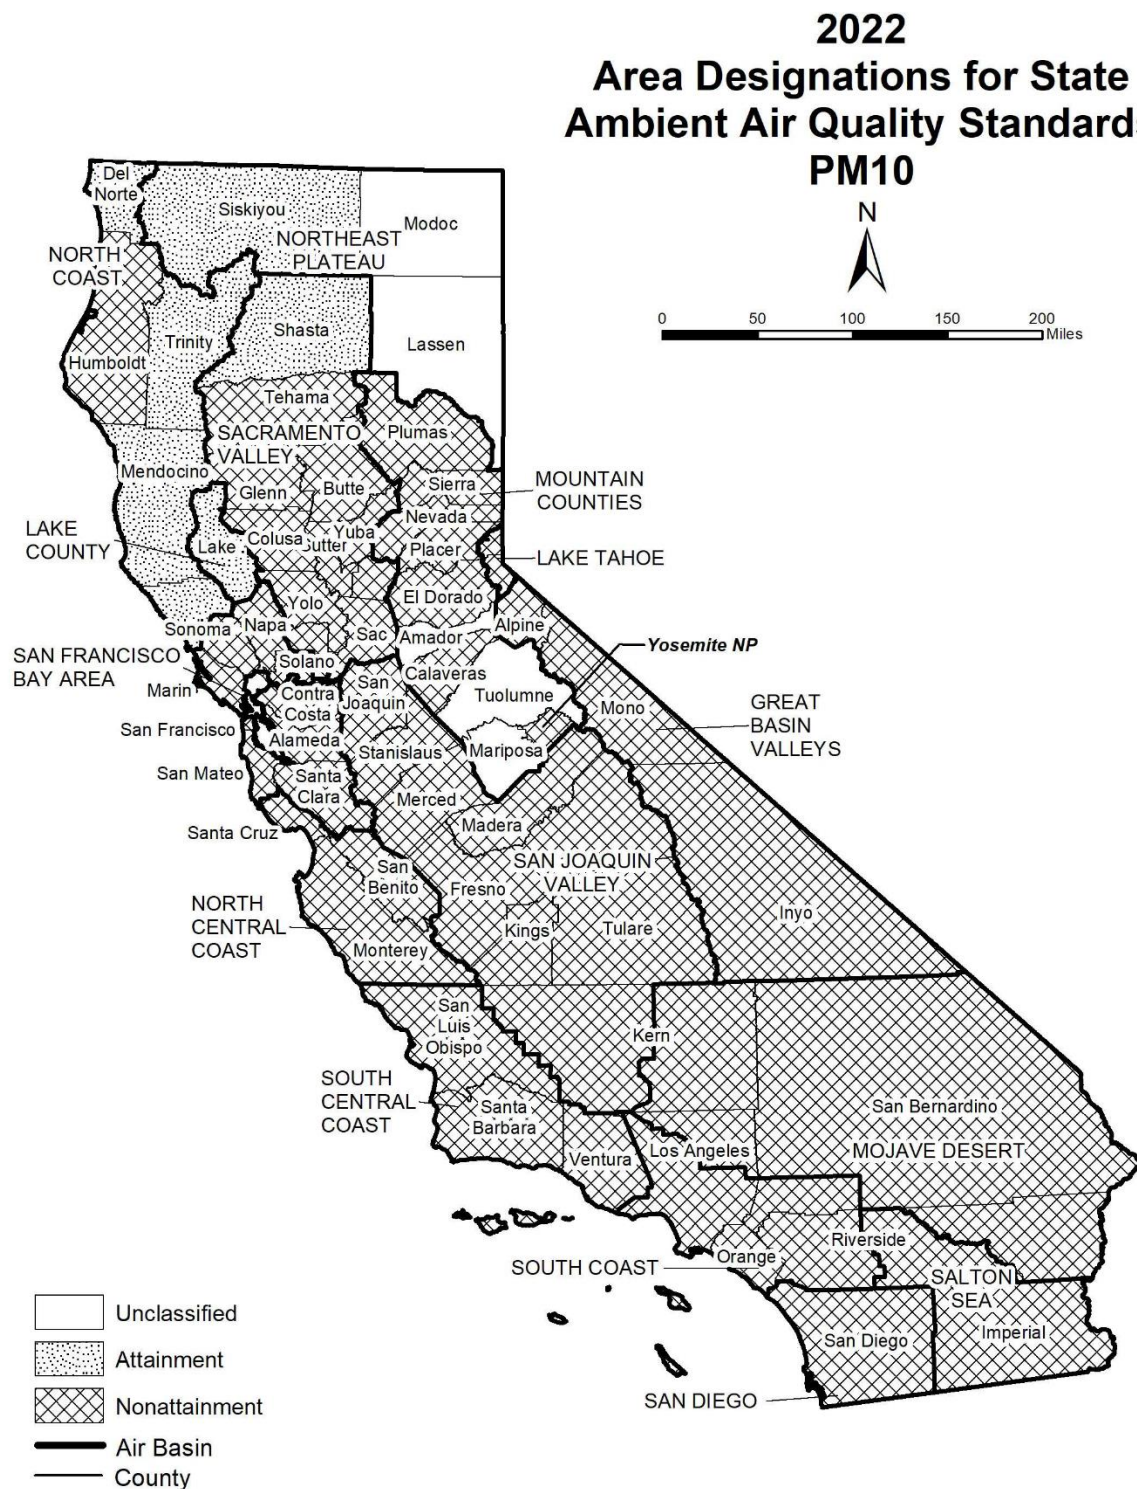 2022
Area Designations for State
Ambient Air Quality Standards
PM10
N
0 50 100 150 200
Miles
Del
Norte
Siskiyou
Modoc
NORTH
COAST
NORTHEAST
PLATEAU
Shasta
Trinity
Lassen
Humboldt
Tehama
Plumas
SACRAMENTO
VALLEY
Mendocino
Sierra
MOUNTAIN
COUNTIES
Glenn
Butte
Nevada
LAKE
COUNTY
Lake
Colusa
Yuba
utter
Placer
LAKE TAHOE
El Dorado
Yolo
Napa
Sonoma
Sac
Amador
Alpine
Yosemite NP
SAN FRANCISCO
BAY AREA
Solano
Calaveras
Marin
Contra
Costa
San
Joaquin
Tuolumne
Mono
GREAT
BASIN
VALLEYS
San Francisco
Alameda
Stanislaus
Mariposa
San Mateo
Santa
Clara
Merced
Santa Cruz
Madera
SAN JOAQUIN
VALLEY
San
Benito
Fresno
NORTH
CENTRAL
COAST
Kings
Tulare
Inyo
Monterey
San
Luis
Obispo
Kern
SOUTH
CENTRAL
COAST
Santa
Barbara
San Bernardino
Ventura
Los Angeles
MOJAVE DESERT
Orange
Riverside
SOUTH COAST
SALTON
SEA
San Diego
Imperial
SAN DIEGO
Unclassified
Attainment
Nonattainment
Air Basin
County